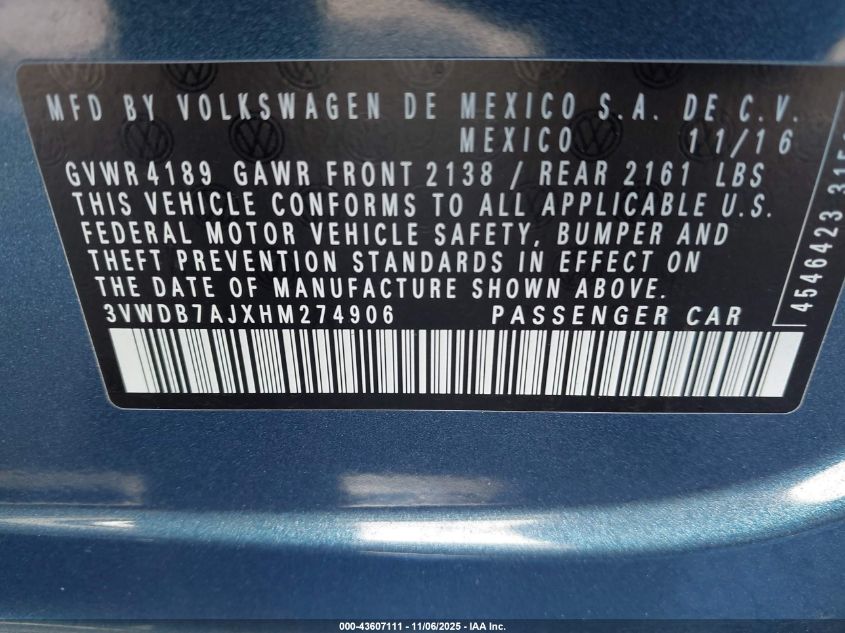 MFD BY VOLKSWAGEN DE MEXICO S.A. DE C.V.
MEXICO 11/16
GVWR 4189 GAWR FRONT 2138 / REAR 2161 LBS
THIS VEHICLE CONFORMS TO ALL APPLICABLE U.S.
FEDERAL MOTOR VEHICLE SAFETY, BUMPER AND
THEFT PREVENTION STANDARDS IN EFFECT ON
THE DATE OF MANUFACTURE SHOWN ABOVE.
3VWDB7AJXHM274906 PASSENGER CAR
4546423
000-43607111 - 11/06/2025 - IAA Inc.